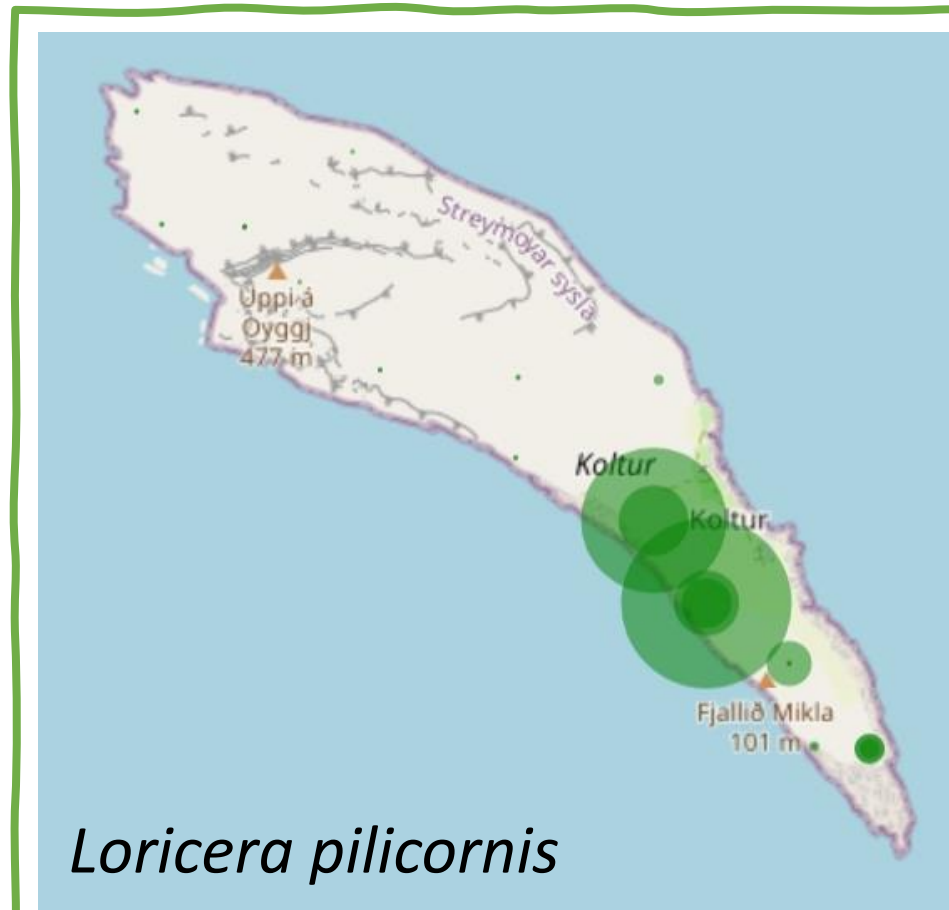 Streymoyar sýsla
Uppi á
Oyggj
477 m
Koltur
Koltur
Fjallið Mikla
101 m
Loricera pilicornis